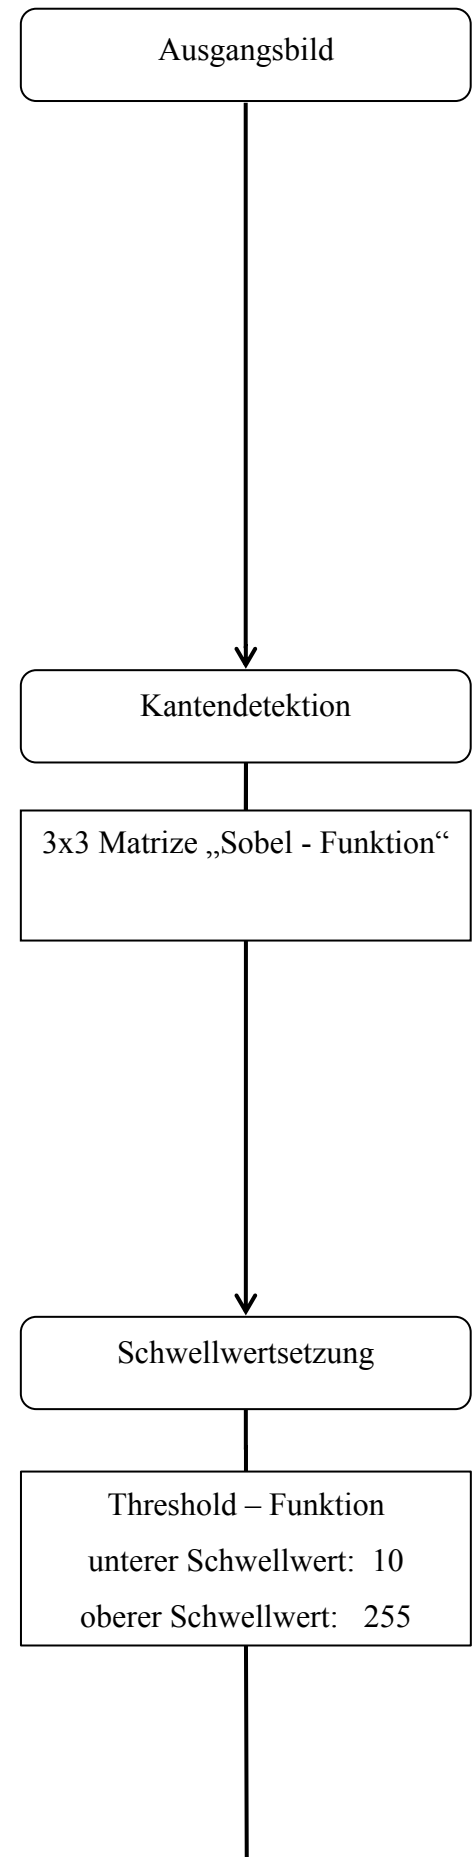 Ausgangsbild
Kantendetektion
3x3 Matrize „Sobel - Funktion“
Schwellwertsetzung
Threshold – Funktion
unterer Schwellwert: 10
oberer Schwellwert: 255